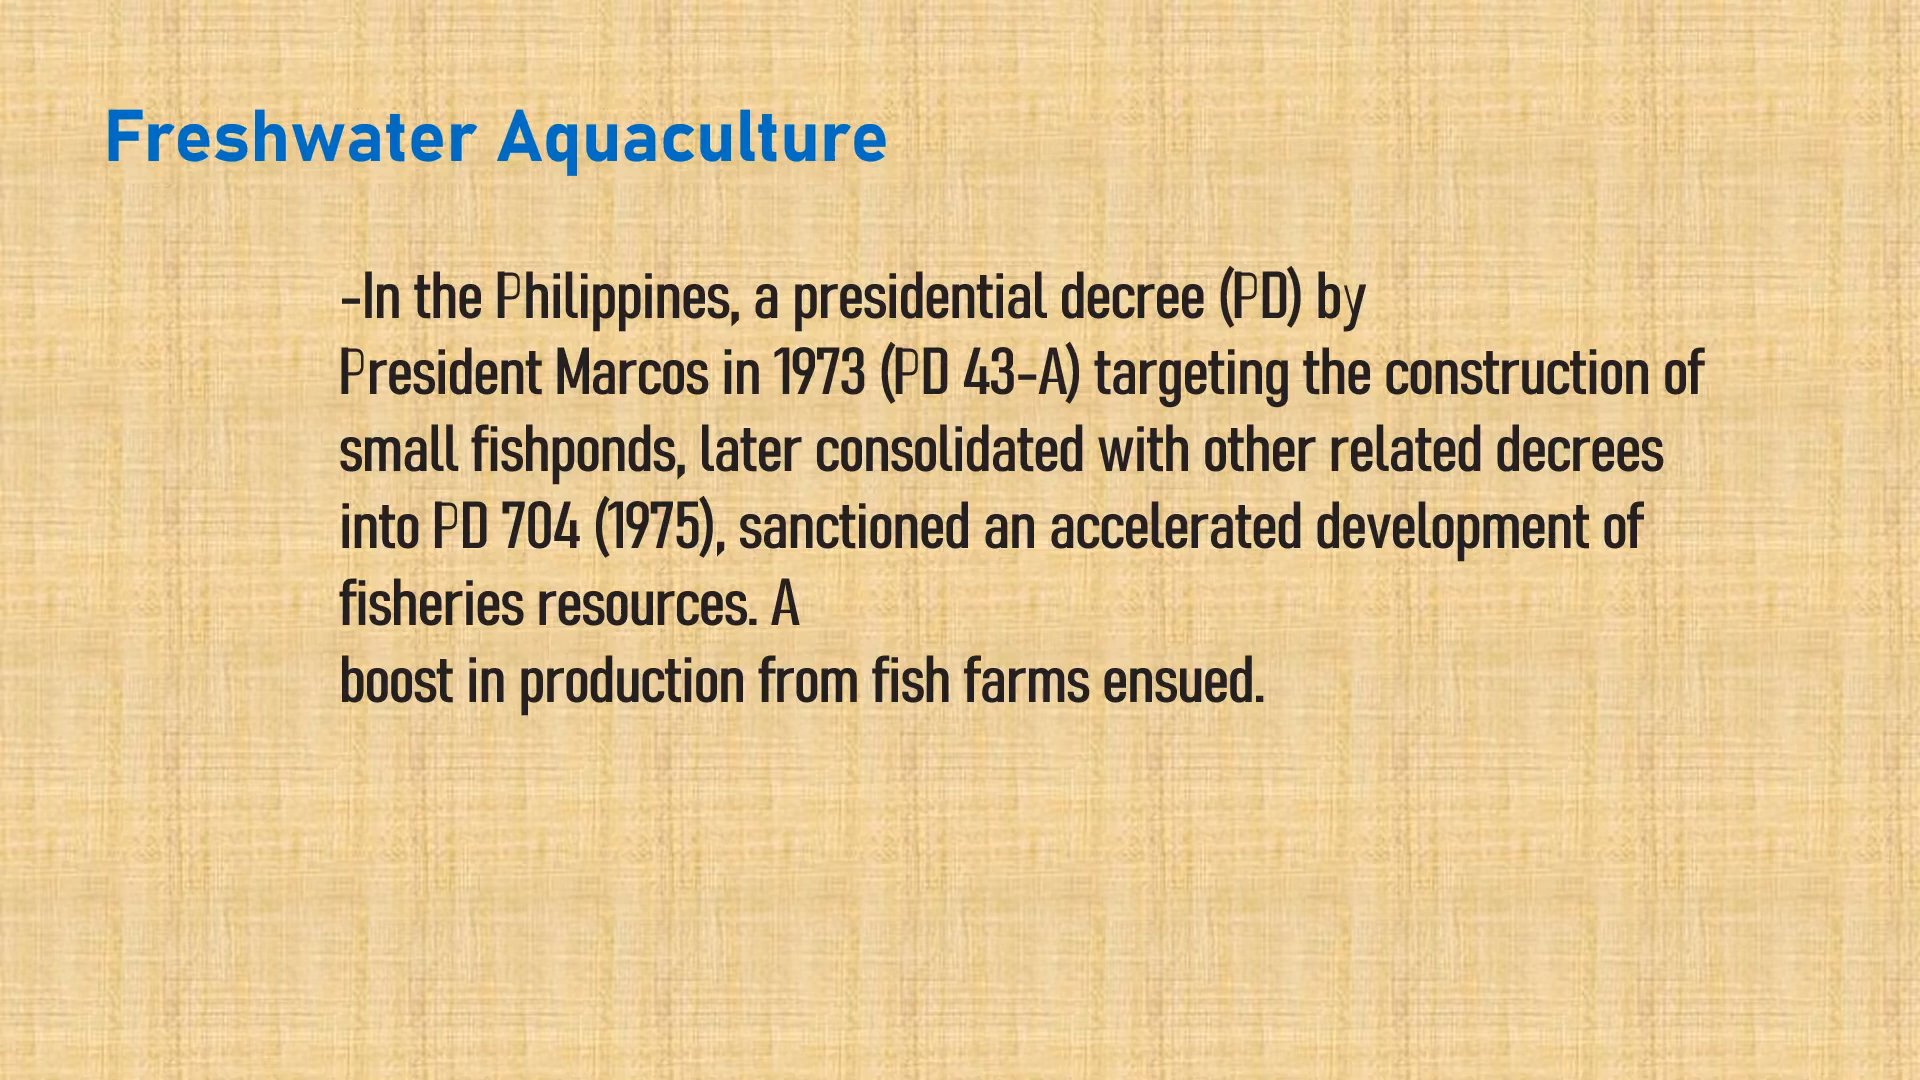 Freshwater Aquaculture
-In the Philippines, a presidential decree (PD) by
President Marcos in 1973 (PD 43-A) targeting the construction of
small fishponds, later consolidated with other related decrees
into PD 704 (1975), sanctioned an accelerated development of
fisheries resources. A
boost in production from fish farms ensued.